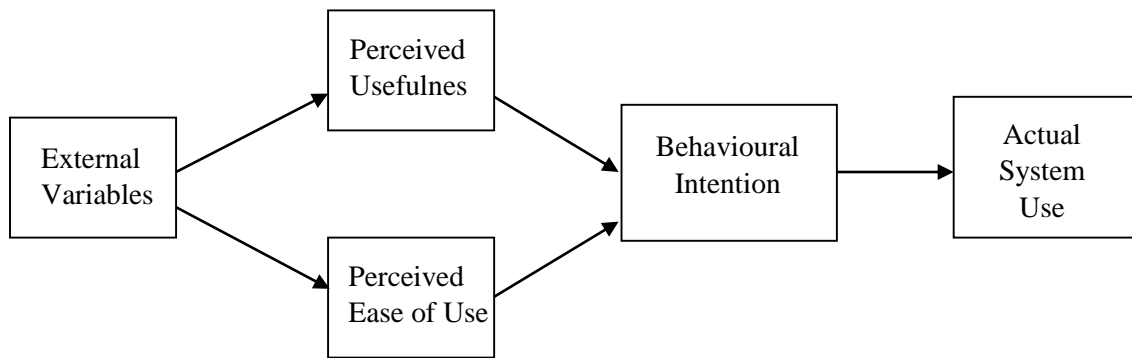 External
Variables
Perceived
Usefulnes
Perceived
Ease of Use
Behavioural
Intention
Actual
System
Use